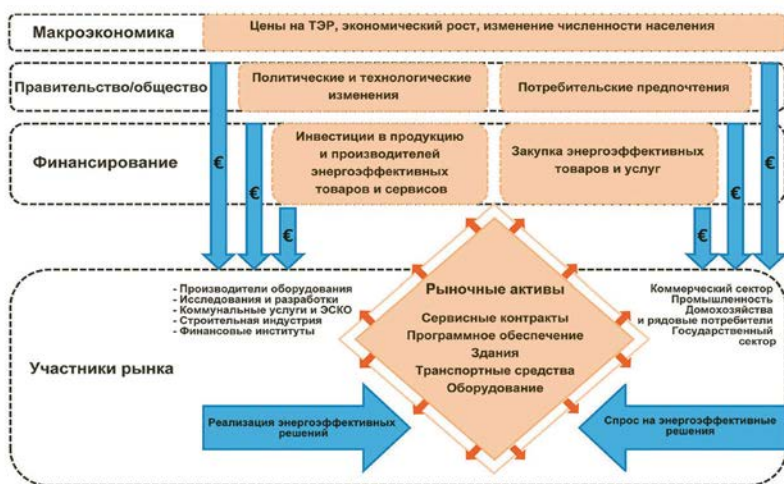 Макроэкономика
Цены на ТЭР, экономический рост, изменение численности населения
Правительство/общество
Политические и технологические
изменения
Потребительские предпочтения
Финансирование
Инвестиции в продукцию
и производителей
энергоэффективных
товаров и сервисов
Закупка энергоэффективных
товаров и услуг
€
€
€
€
€
€
Участники рынка
- Производители оборудования
- Исследования и разработки
- Коммунальные услуги и ЭСКО
- Строительная индустрия
- Финансовые институты
Рыночные активы
Сервисные контракты
Программное обеспечение
Здания
Транспортные средства
Оборудование
Коммерческий сектор
Промышленность
Домохозяйства
и рядовые потребители
Государственный
сектор
Реализация энергоэффективных
решений
Спрос на энергоэффективные
решения